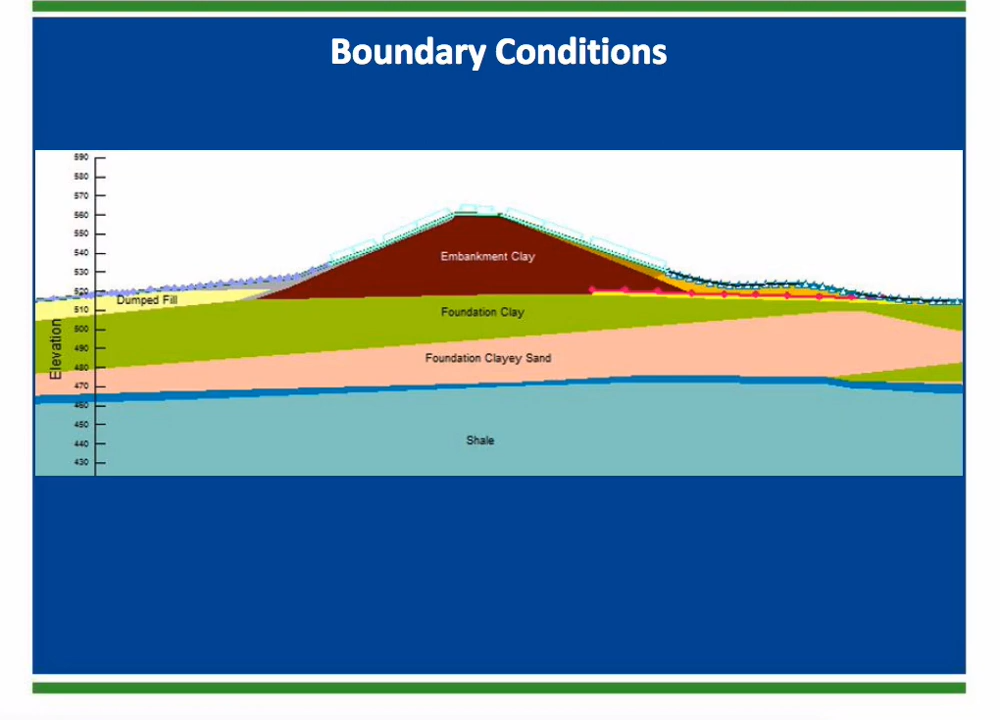 Boundary Conditions
590
580
570
560
550
540
530
520
510
500
490
480
470
460
450
440
430
Elevation
Embankment Clay
Dumped Fill
Foundation Clay
Foundation Clayey Sand
Shale